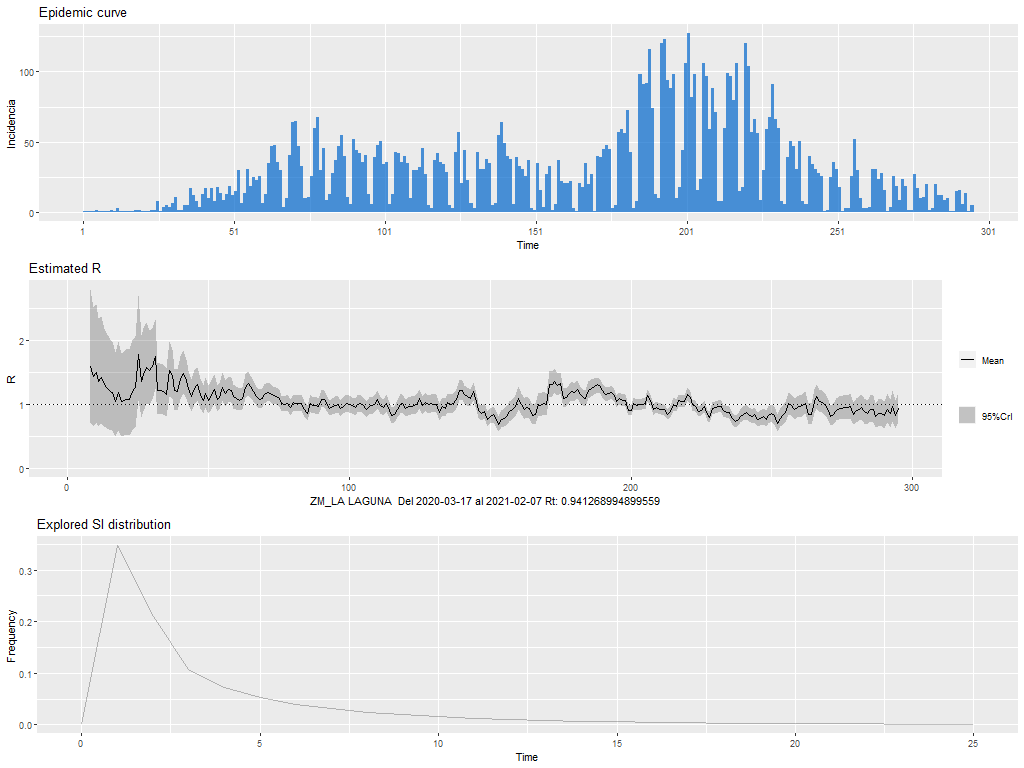 Epidemic curve
Incidencia
100
50
0
1
51
101
151
201
251
301
Time
Estimated R
R
2
1
0
0
100
200
300
ZM_LA LAGUNA  Del 2020-03-17 al 2021-02-07 Rt: 0.941268994899559
Mean
95%CrI
Explored SI distribution
Frequency
0.3
0.2
0.1
0.0
0
5
10
15
20
25
Time